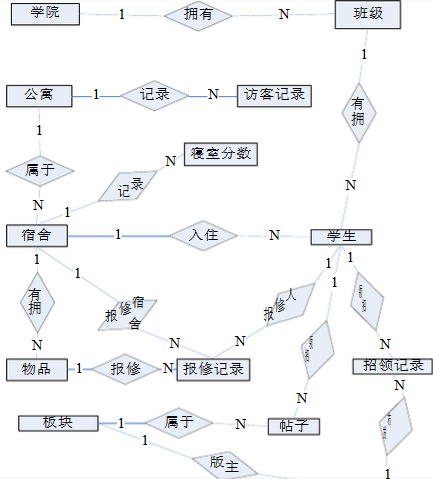 学院
1
拥有
N
班级
1
公寓
1
记录
N
访客记录
有
拥
1
属于
N
寝室分数
记录
N
N
1
宿舍
1
入住
N
学生
1
1
1
1
1
有
拥
报修宿
舍
报修人
N
N
N
招领记录
物品
1
报修
N
报修记录
N
N
板块
1
属于
N
帖子
1
版主
1